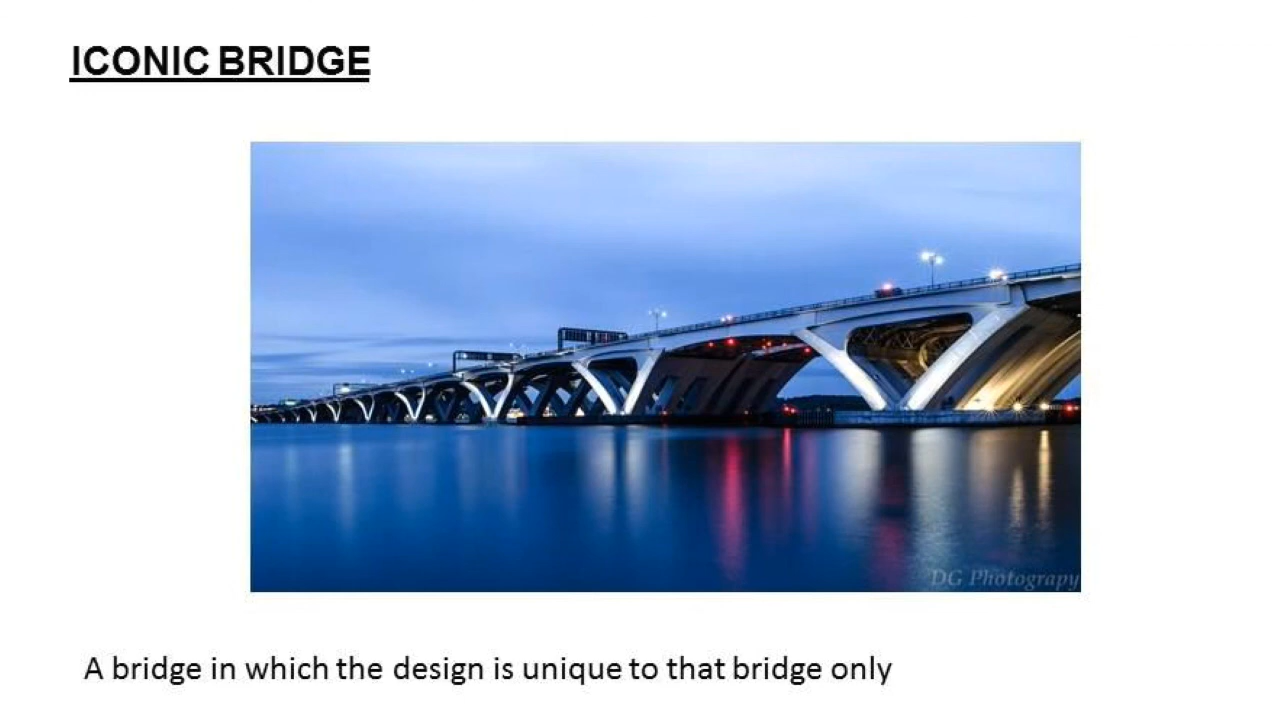 ICONIC BRIDGE
DG Photograpy
A bridge in which the design is unique to that bridge only